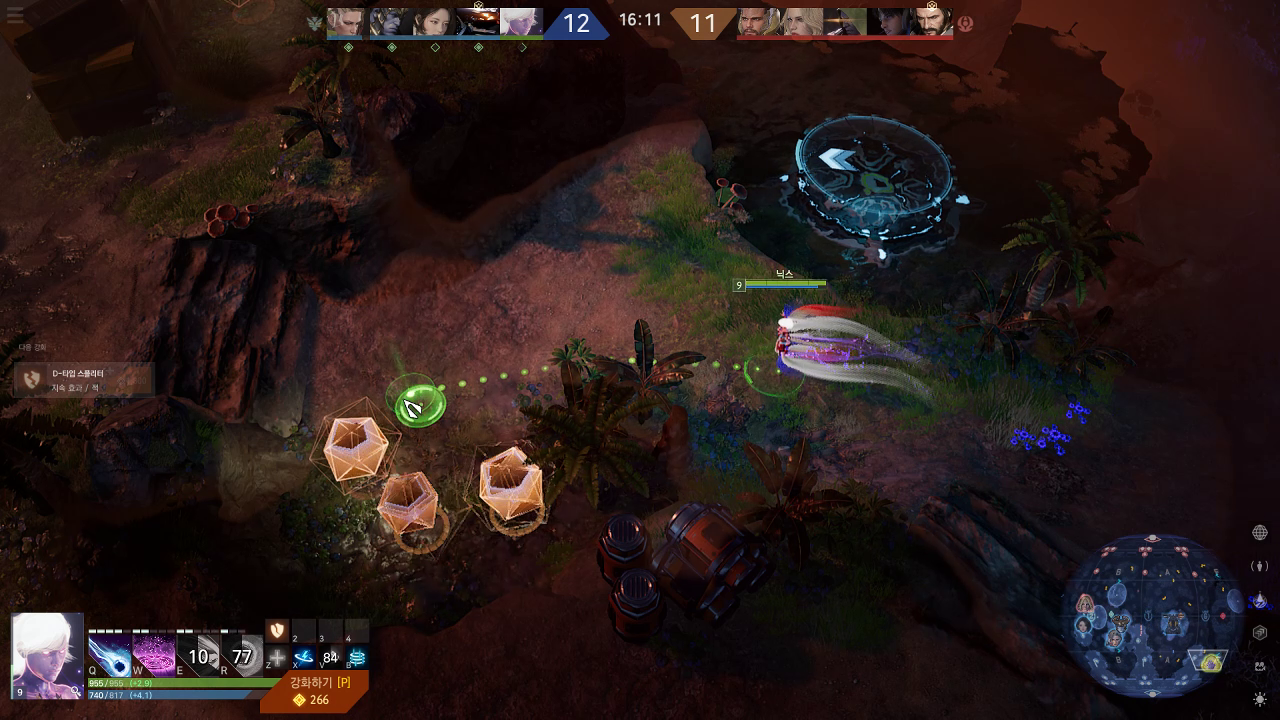 12
16:11
11
닉스
9
다음 강화
D-타입 스플리터
지속 효과 / 적
10
77
2
3
4
Q
W
E
R
Z
X
V
84
B
9
955/955 (+2.9)
740/817 (+4.1)
강화하기 [P]
266
B
A
B
A